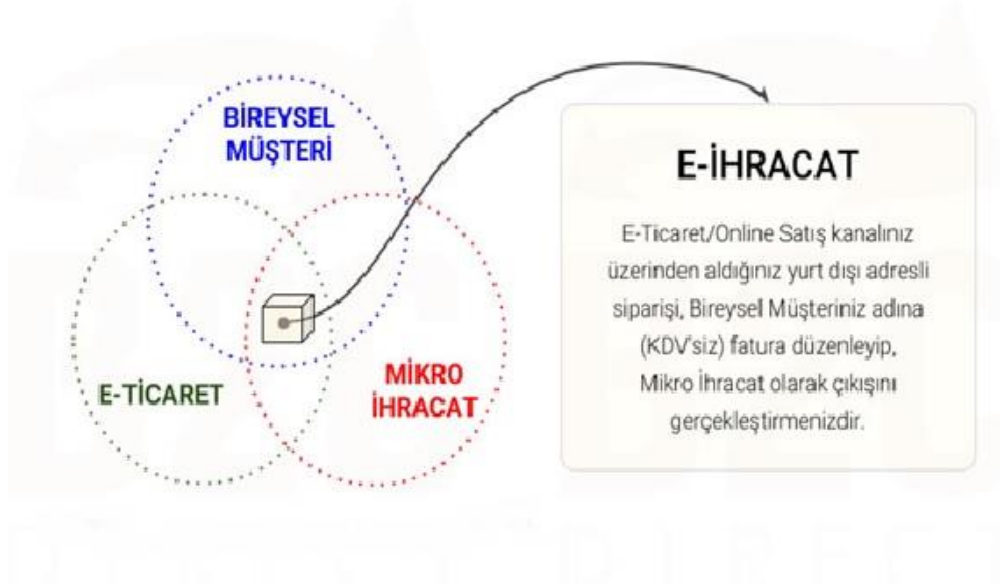 BİREYSEL
MÜŞTERİ
E-TİCARET
MİKRO
İHRACAT
E-İHRACAT
E-Ticaret/Online Satış kanalınız
üzerinden aldığınız yurt dışı adresli
siparişi, Bireysel Müşteriniz adına
(KDV'siz) fatura düzenleyip,
Mikro İhracat olarak çıkışını
gerçekleştirmenizdir.